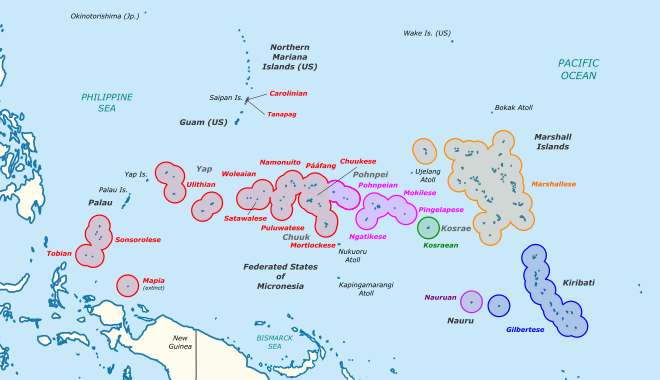 Okinotorishima (Jp.)
Wake Is. (US)
Northern
Mariana
Islands (US)
PACIFIC
OCEAN
PHILIPPINE
SEA
Saipan Is.
Carolinian
Tanapag
Guam (US)
Bokak Atoll
Marshall
Islands
Yap Is.
Yap
Woleaian
Namonuito
Pááfang
Chuukese
Pohnpei
Ujelang
Atoll
Marshallese
Palau Is.
Ulithian
Pohnpeian
Mokilese
Pingelapese
Palau
Satawalese
Puluwatese
Chuuk
Mortlockese
Ngatikese
Kosrae
Kosraean
Sonsorolese
Tobian
Nukuoru
Atoll
Federated States
of
Micronesia
Kapingamarangi
Atoll
Mapia
(extinct)
Nauruan
Nauru
Kiribati
Gilbertese
New
Guinea
BISMARCK
SEA